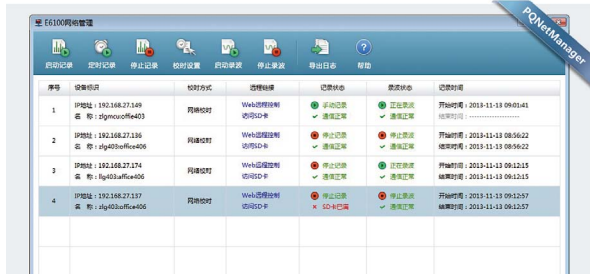 E6100网络管理
PQNetManager
启动记录 定时记录 停止记录 校时设置 启动录波 停止录波 导出日志 帮助
序号 设备标识 校时方式 远程链接 记录状态 录波状态 记录时间
1 IP地址：192.168.27.149 网络校时 Web远程控制 手动记录 正在录波 开始时间：2013-11-13 09:01:41
名 称：zlgmcu:offie403 访问SD卡 通信正常 通信正常 结束时间：-------------------
2 IP地址：192.168.27.136 网络校时 Web远程控制 停止记录 停止录波 开始时间：2013-11-13 08:56:22
名 称：zlg403:office406 访问SD卡 通信正常 通信正常 结束时间：2013-11-13 08:56:22
3 IP地址：192.168.27.174 网络校时 Web远程控制 停止记录 正在录波 开始时间：2013-11-13 09:12:15
名 称：llg403:office406 访问SD卡 通信正常 通信正常 结束时间：2013-11-13 09:12:15
4 IP地址：192.168.27.137 网络校时 Web远程控制 停止记录 停止录波 开始时间：2013-11-13 09:12:57
名 称：zlg402:office406 访问SD卡 SD卡已满 通信正常 结束时间：2013-11-13 09:12:57